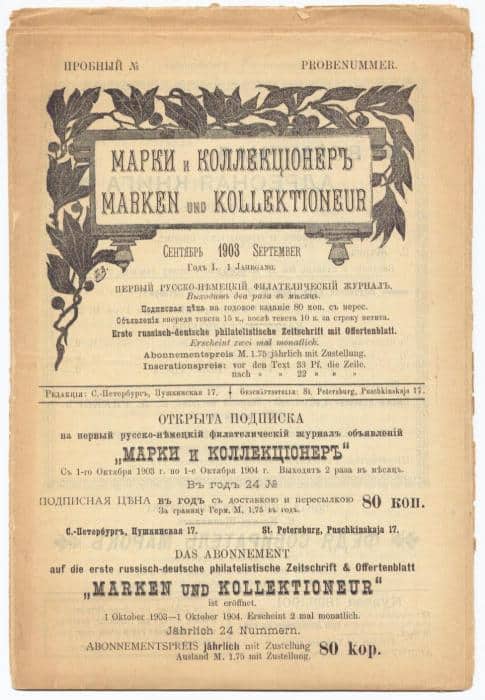 ПРОБНЫЙ № PROBENUMMER.
МАРКИ И КОЛЛЕКЦІОНЕРЪ
MARKEN UND KOLLEKTIONEUR
СЕНТЯБРЬ 1903 SEPTEMBER
ГОДЪ I. 1 JAHRGANG.
ПЕРВЫЙ РУССКО-НѢМЕЦКІЙ ФИЛАТЕЛИЧЕСКІЙ ЖУРНАЛЪ.
Выходитъ два раза въ мѣсяцъ.
Подписная цѣна на годовое изданіе 80 коп. съ перес.
Объявленія впереди текста 15 к., послѣ текста 10 к. за строку петита.
Erste russisch-deutsche philatelistische Zeitschrift mit Offertenblatt.
Erscheint zwei mal monatlich.
Abonnementspreis M. 1.75 jährlich mit Zustellung.
Inserationspreis: vor den Text 33 Pf. die Zeile.
nach „ „ 22 „ „ „
РЕДАКЦІЯ: С.-Петербургъ, Пушкинская 17. GESCHÄFTSSTELLE: St. Petersburg, Puschkinskaja 17.
ОТКРЫТА ПОДПИСКА
на первый русско-нѣмецкій филателическій журналъ объявленій
„МАРКИ И КОЛЛЕКЦІОНЕРЪ"
Съ 1-го Октября 1903 г. по 1-е Октября 1904 г. Выходитъ 2 раза въ мѣсяцъ.
Въ годъ 24 №
ПОДПИСНАЯ ЦѢНА въ годъ съ доставкою и пересылкою 80 коп.
За границу Герм. М. 1,75 въ годъ.
С.-Петербургъ, Пушкинская 17. St. Petersburg, Puschkinskaja 17.
DAS ABONNEMENT
auf die erste russisch-deutsche philatelistische Zeitschrift & Offertenblatt
„MARKEN UND KOLLEKTIONEUR"
ist eröffnet.
1 Oktober 1903—1 Oktober 1904. Erscheint 2 mal monatlich.
Jährlich 24 Nummern.
ABONNEMENTSPREIS jährlich mit Zustellung 80 kop.
Ausland M. 1,75 mit Zustellung.